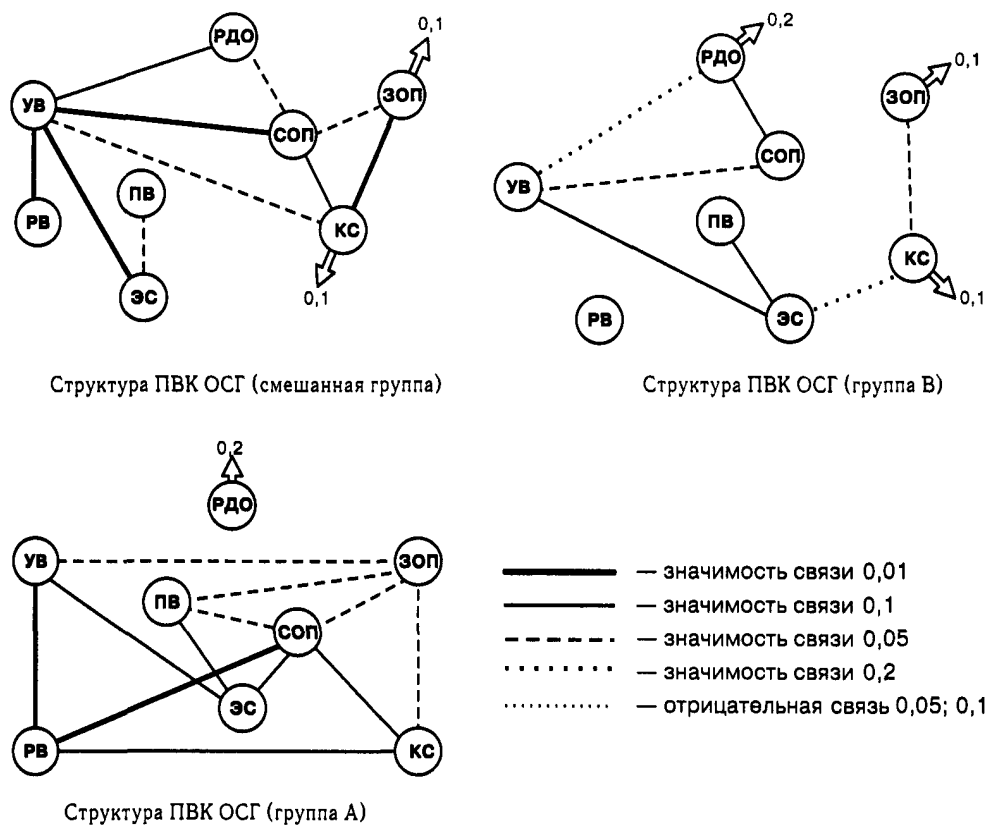 РДО
0,1
ЗОП
УВ
СОП
ПВ
РВ
КС
ЭС
0,1
Структура ПВК ОСГ (смешанная группа)
0,2
РДО
0,1
ЗОП
СОП
УВ
ПВ
КС
0,1
РВ
ЭС
Структура ПВК ОСГ (группа В)
0,2
РДО
УВ
ЗОП
ПВ
СОП
ЭС
РВ
КС
Структура ПВК ОСГ (группа А)
— значимость связи 0,01
— значимость связи 0,1
— значимость связи 0,05
— значимость связи 0,2
— отрицательная связь 0,05; 0,1